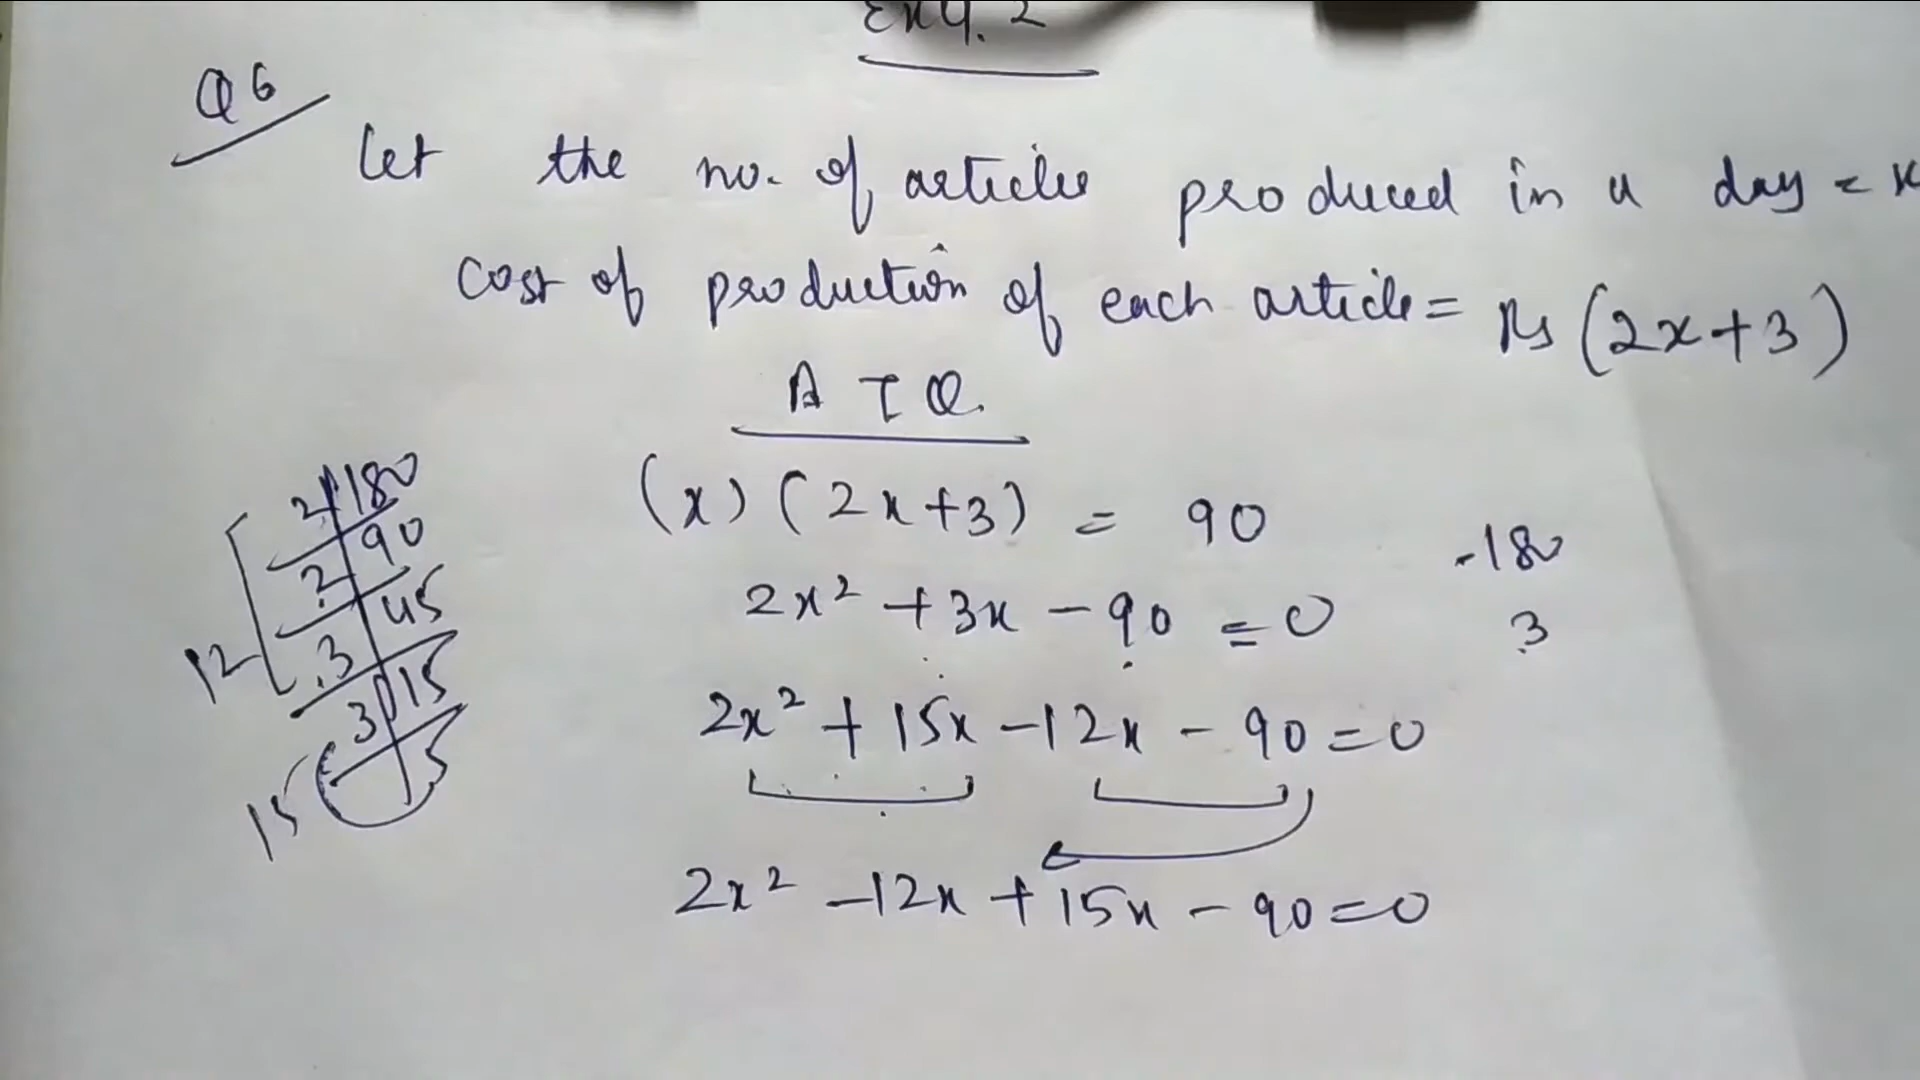 Ex 4.2
Q6
Let the no. of articles produced in a day = x
Cost of production of each article = Rs (2x+3)
A T Q.
(x) (2x+3) = 90
2x² + 3x - 90 = 0
-180
3
2x² + 15x - 12x - 90 = 0
2x² - 12x + 15x - 90 = 0
2 180
2 90
3 45
3 15
5
12
15